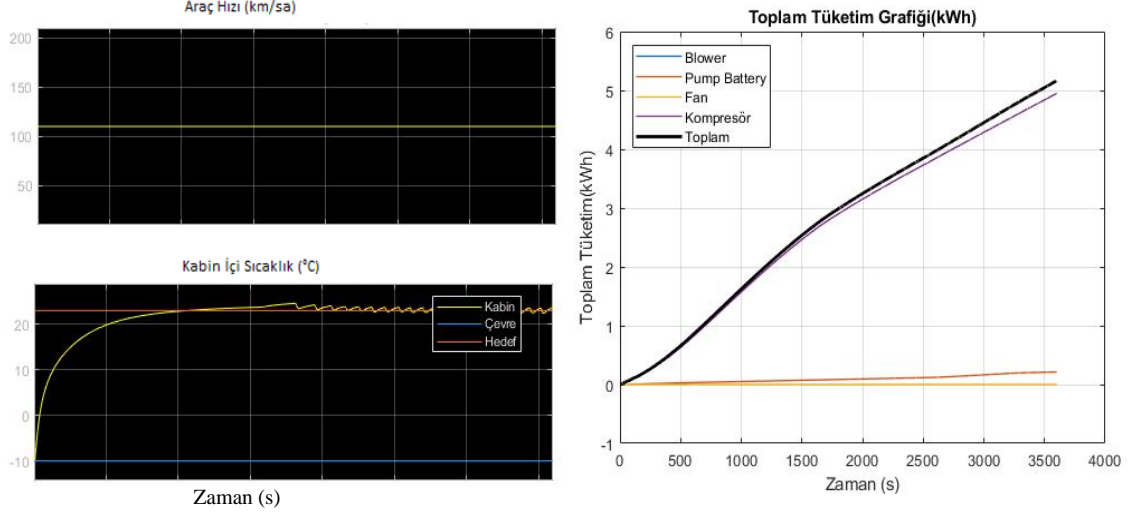 Araç Hızı (km/sa)
200
150
100
50
Kabin İçi Sıcaklık (°C)
20
10
0
-10
Kabin
Çevre
Hedef
Zaman (s)
Toplam Tüketim Grafiği(kWh)
Toplam Tüketim(kWh)
6
5
4
3
2
1
0
-1
Blower
Pump Battery
Fan
Kompresör
Toplam
0 500 1000 1500 2000 2500 3000 3500 4000
Zaman (s)